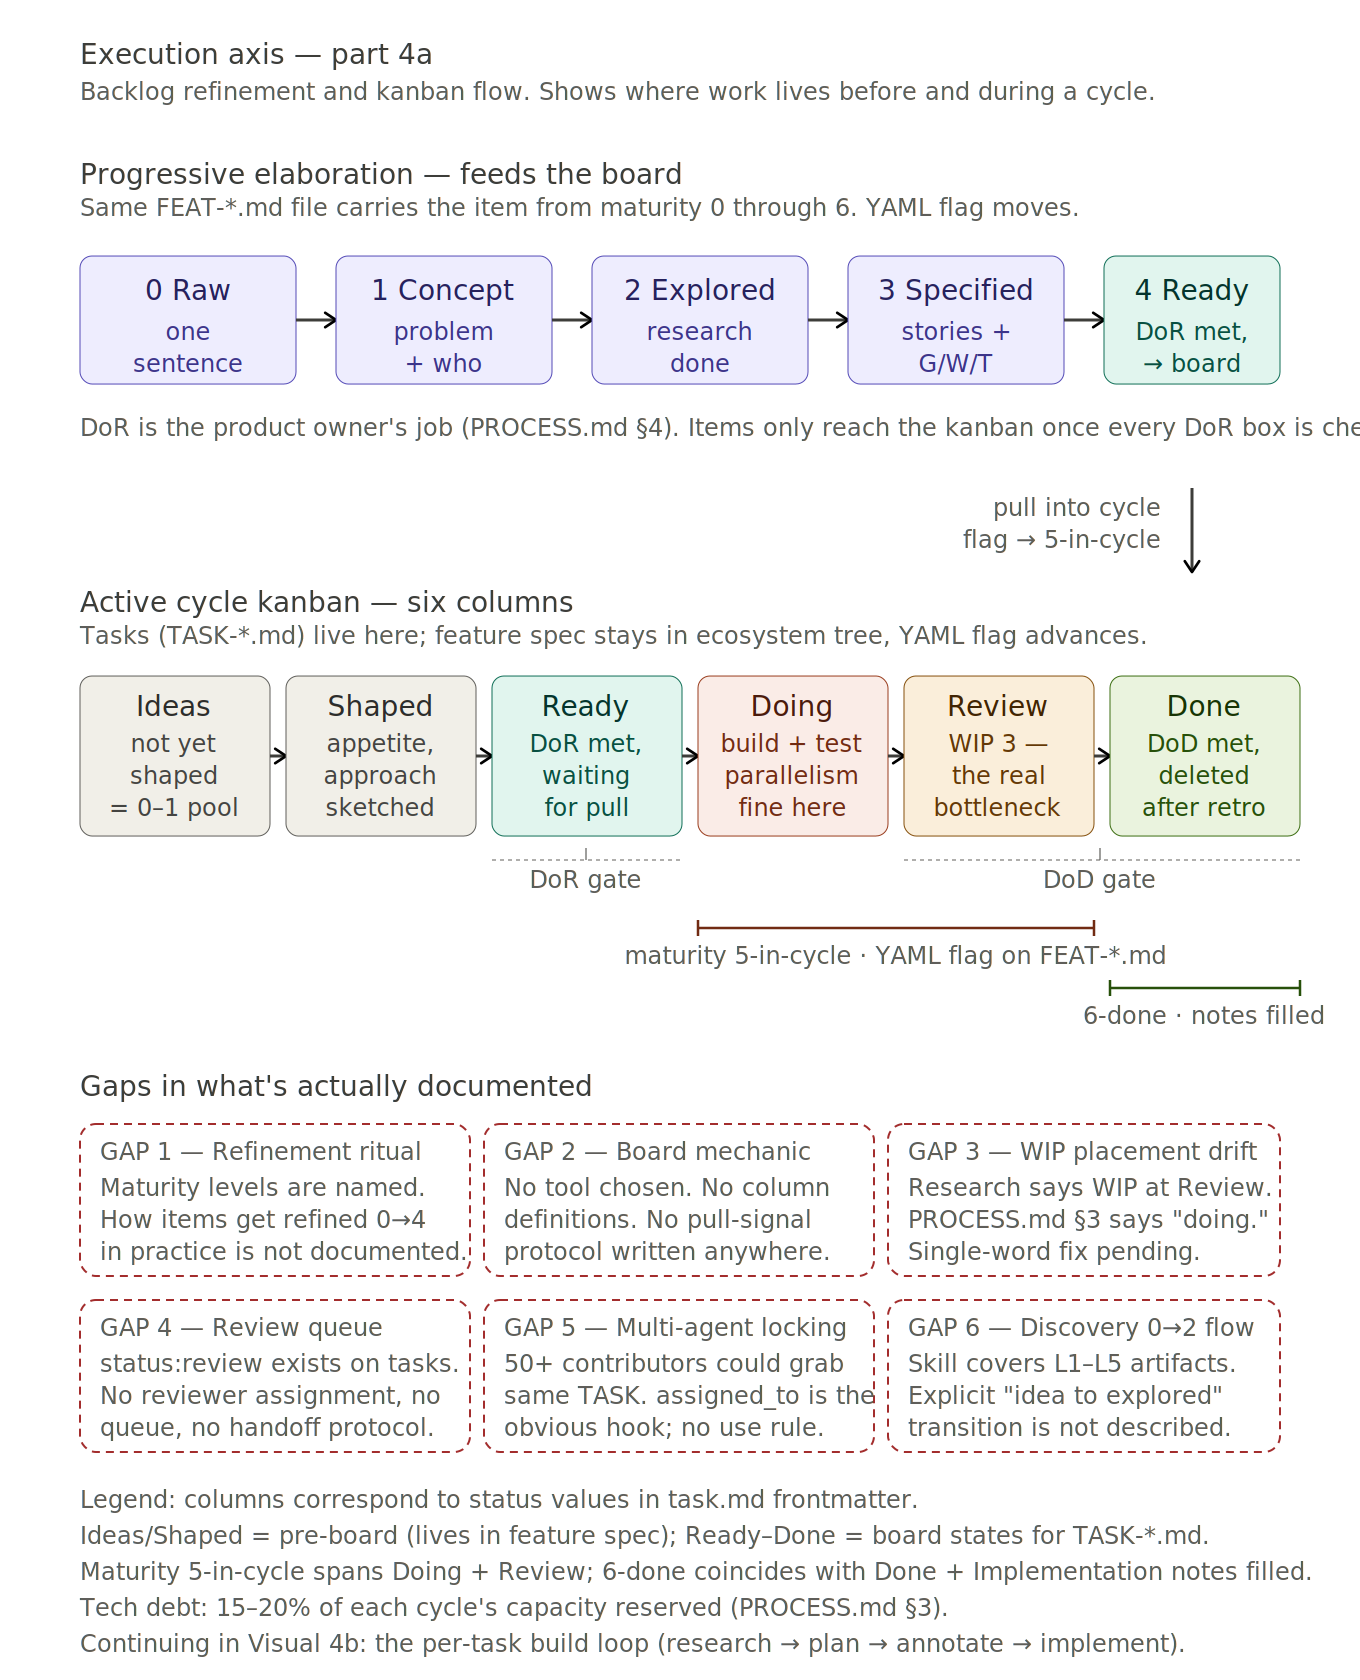 Execution axis — part 4a
Backlog refinement and kanban flow. Shows where work lives before and during a cycle.
Progressive elaboration — feeds the board
Same FEAT-*.md file carries the item from maturity 0 through 6. YAML flag moves.
0 Raw
one
sentence
1 Concept
problem
+ who
2 Explored
research
done
3 Specified
stories +
G/W/T
4 Ready
DoR met,
→ board
DoR is the product owner's job (PROCESS.md §4). Items only reach the kanban once every DoR box is che
pull into cycle
flag → 5-in-cycle
Active cycle kanban — six columns
Tasks (TASK-*.md) live here; feature spec stays in ecosystem tree, YAML flag advances.
Ideas
not yet
shaped
= 0–1 pool
Shaped
appetite,
approach
sketched
Ready
DoR met,
waiting
for pull
Doing
build + test
parallelism
fine here
Review
WIP 3 —
the real
bottleneck
Done
DoD met,
deleted
after retro
DoR gate
DoD gate
maturity 5-in-cycle · YAML flag on FEAT-*.md
6-done · notes filled
Gaps in what's actually documented
GAP 1 — Refinement ritual
Maturity levels are named.
How items get refined 0→4
in practice is not documented.
GAP 2 — Board mechanic
No tool chosen. No column
definitions. No pull-signal
protocol written anywhere.
GAP 3 — WIP placement drift
Research says WIP at Review.
PROCESS.md §3 says "doing."
Single-word fix pending.
GAP 4 — Review queue
status:review exists on tasks.
No reviewer assignment, no
queue, no handoff protocol.
GAP 5 — Multi-agent locking
50+ contributors could grab
same TASK. assigned_to is the
obvious hook; no use rule.
GAP 6 — Discovery 0→2 flow
Skill covers L1–L5 artifacts.
Explicit "idea to explored"
transition is not described.
Legend: columns correspond to status values in task.md frontmatter.
Ideas/Shaped = pre-board (lives in feature spec); Ready–Done = board states for TASK-*.md.
Maturity 5-in-cycle spans Doing + Review; 6-done coincides with Done + Implementation notes filled.
Tech debt: 15–20% of each cycle's capacity reserved (PROCESS.md §3).
Continuing in Visual 4b: the per-task build loop (research → plan → annotate → implement).